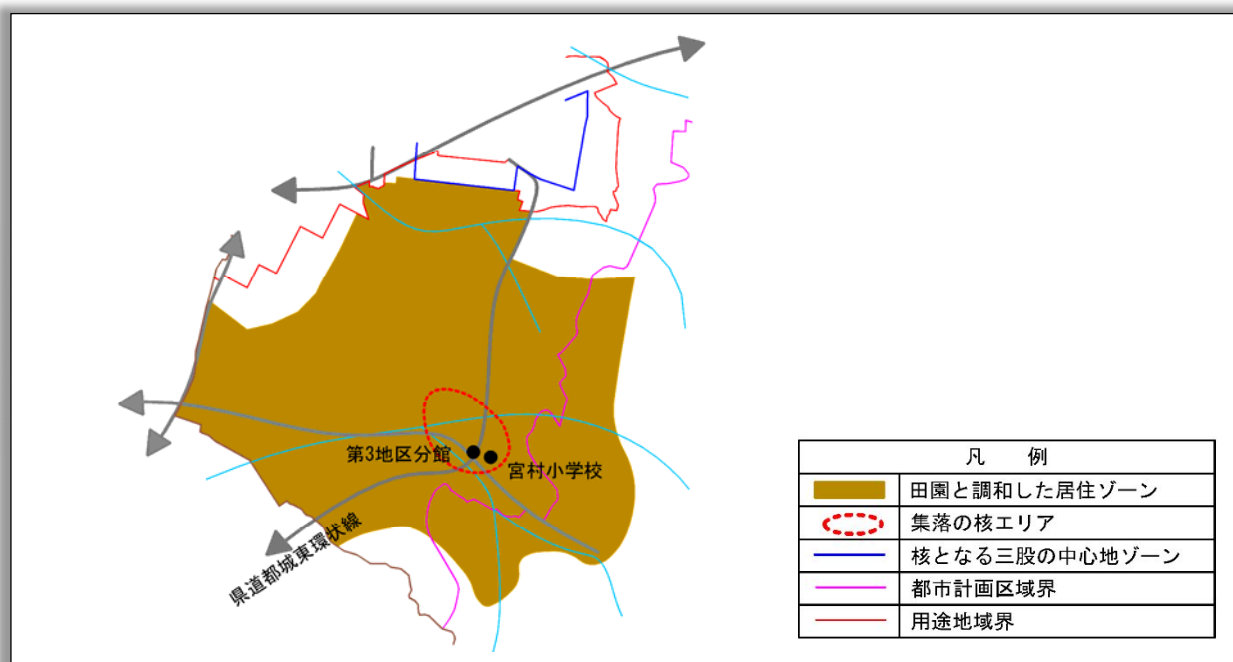 第3地区分館
宮村小学校
県道都城東環状線
凡 例
田園と調和した居住ゾーン
集落の核エリア
核となる三股の中心地ゾーン
都市計画区域界
用途地域界